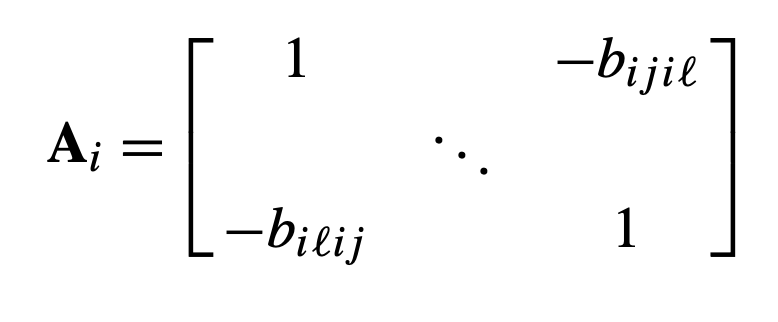 1 −b_{ijiℓ}
A_i = ⋱
−b_{iℓij} 1